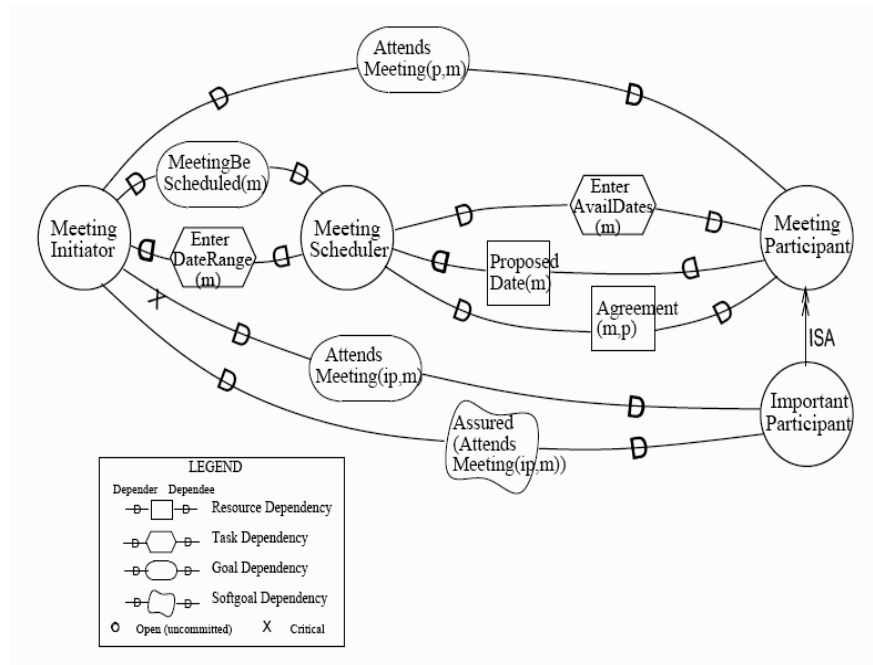 Attends
Meeting(p,m)
D
D
MeetingBe
Scheduled(m)
D
D
Enter
AvailDates
(m)
D
D
Meeting
Initiator
Enter
DateRange
(m)
D
D
Meeting
Scheduler
Meeting
Participant
Proposed
Date(m)
D
D
Agreement
(m,p)
D
D
X
ISA
Attends
Meeting(ip,m)
D
D
Important
Participant
Assured
(Attends
Meeting(ip,m))
D
D
LEGEND
Depender Dependee
D D Resource Dependency
D D Task Dependency
D D Goal Dependency
D D Softgoal Dependency
O Open (uncommitted) X Critical